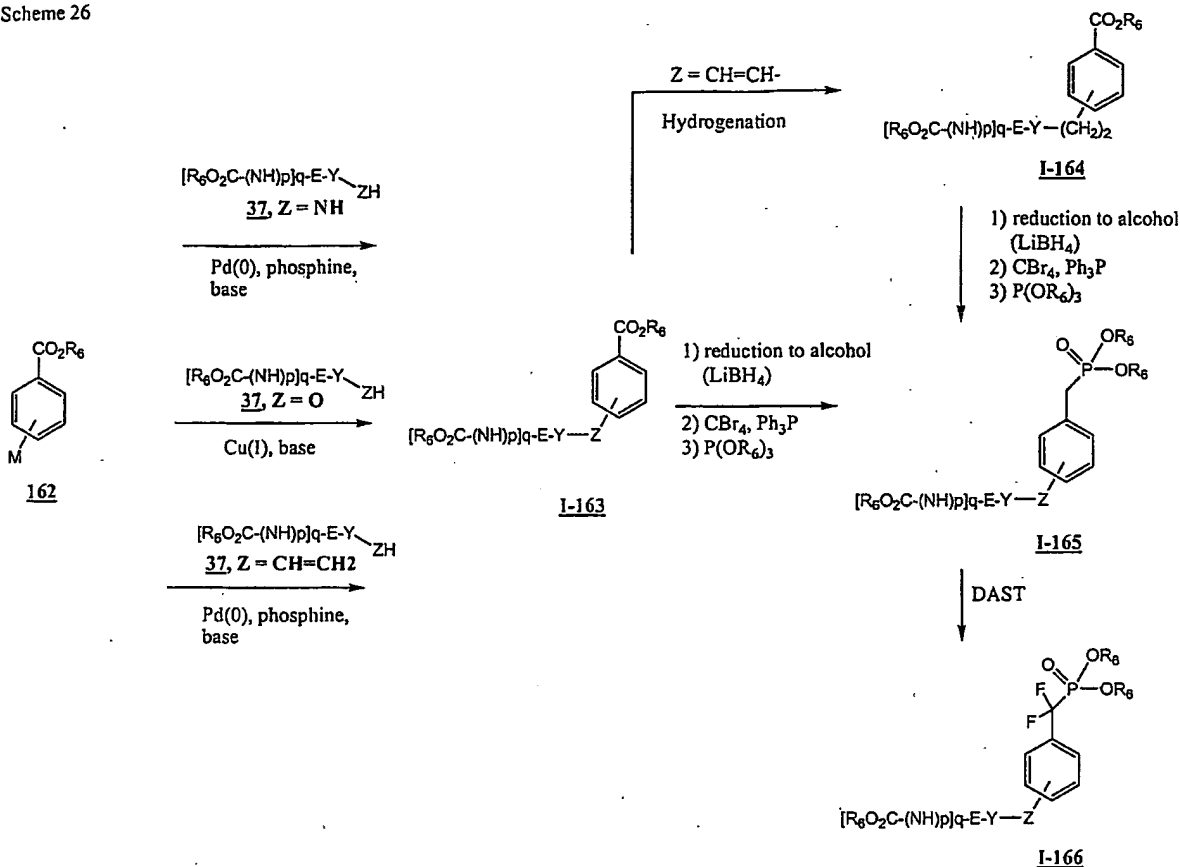 Scheme 26
CO₂R₆
Z = CH=CH-
Hydrogenation
[R₆O₂C-(NH)p]q-E-Y—(CH₂)₂
I-164
[R₆O₂C-(NH)p]q-E-Y
ZH
37, Z = NH
Pd(0), phosphine,
base
1) reduction to alcohol
(LiBH₄)
2) CBr₄, Ph₃P
3) P(OR₆)₃
CO₂R₆
M
162
[R₆O₂C-(NH)p]q-E-Y
ZH
37, Z = O
Cu(I), base
CO₂R₆
[R₆O₂C-(NH)p]q-E-Y—Z
I-163
1) reduction to alcohol
(LiBH₄)
2) CBr₄, Ph₃P
3) P(OR₆)₃
O
P
OR₆
OR₆
[R₆O₂C-(NH)p]q-E-Y—Z
I-165
[R₆O₂C-(NH)p]q-E-Y
ZH
37, Z = CH=CH2
Pd(0), phosphine,
base
DAST
O
P
OR₆
OR₆
F
F
[R₆O₂C-(NH)p]q-E-Y—Z
I-166